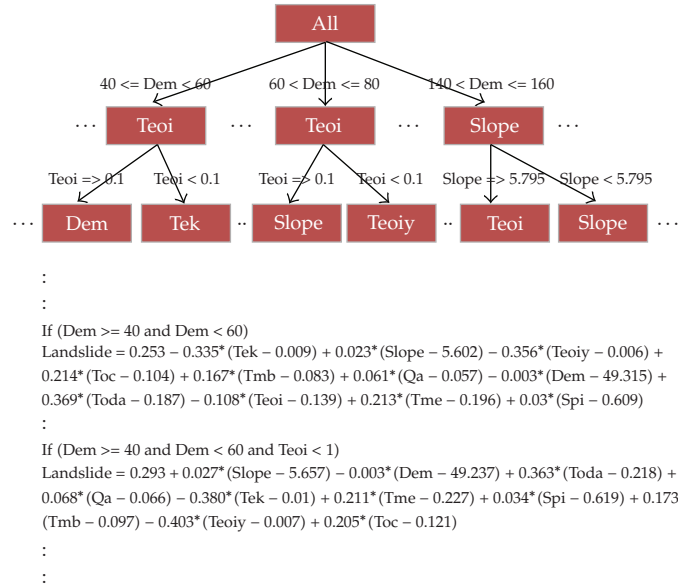 All
40 <= Dem < 60 60 < Dem <= 80 140 < Dem <= 160
··· Teoi ··· Teoi ··· Slope ···
Teoi => 0.1 Teoi < 0.1 Teoi => 0.1 Teoi < 0.1 Slope => 5.795 Slope < 5.795
··· Dem Tek ·· Slope Teoiy ·· Teoi Slope ···
:
:
If (Dem >= 40 and Dem < 60)
Landslide = 0.253 − 0.335*(Tek − 0.009) + 0.023*(Slope − 5.602) − 0.356*(Teoiy − 0.006) +
0.214*(Toc − 0.104) + 0.167*(Tmb − 0.083) + 0.061*(Qa − 0.057) − 0.003*(Dem − 49.315) +
0.369*(Toda − 0.187) − 0.108*(Teoi − 0.139) + 0.213*(Tme − 0.196) + 0.03*(Spi − 0.609)
:
If (Dem >= 40 and Dem < 60 and Teoi < 1)
Landslide = 0.293 + 0.027*(Slope − 5.657) − 0.003*(Dem − 49.237) + 0.363*(Toda − 0.218) +
0.068*(Qa − 0.066) − 0.380*(Tek − 0.01) + 0.211*(Tme − 0.227) + 0.034*(Spi − 0.619) + 0.173
(Tmb − 0.097) − 0.403*(Teoiy − 0.007) + 0.205*(Toc − 0.121)
:
: